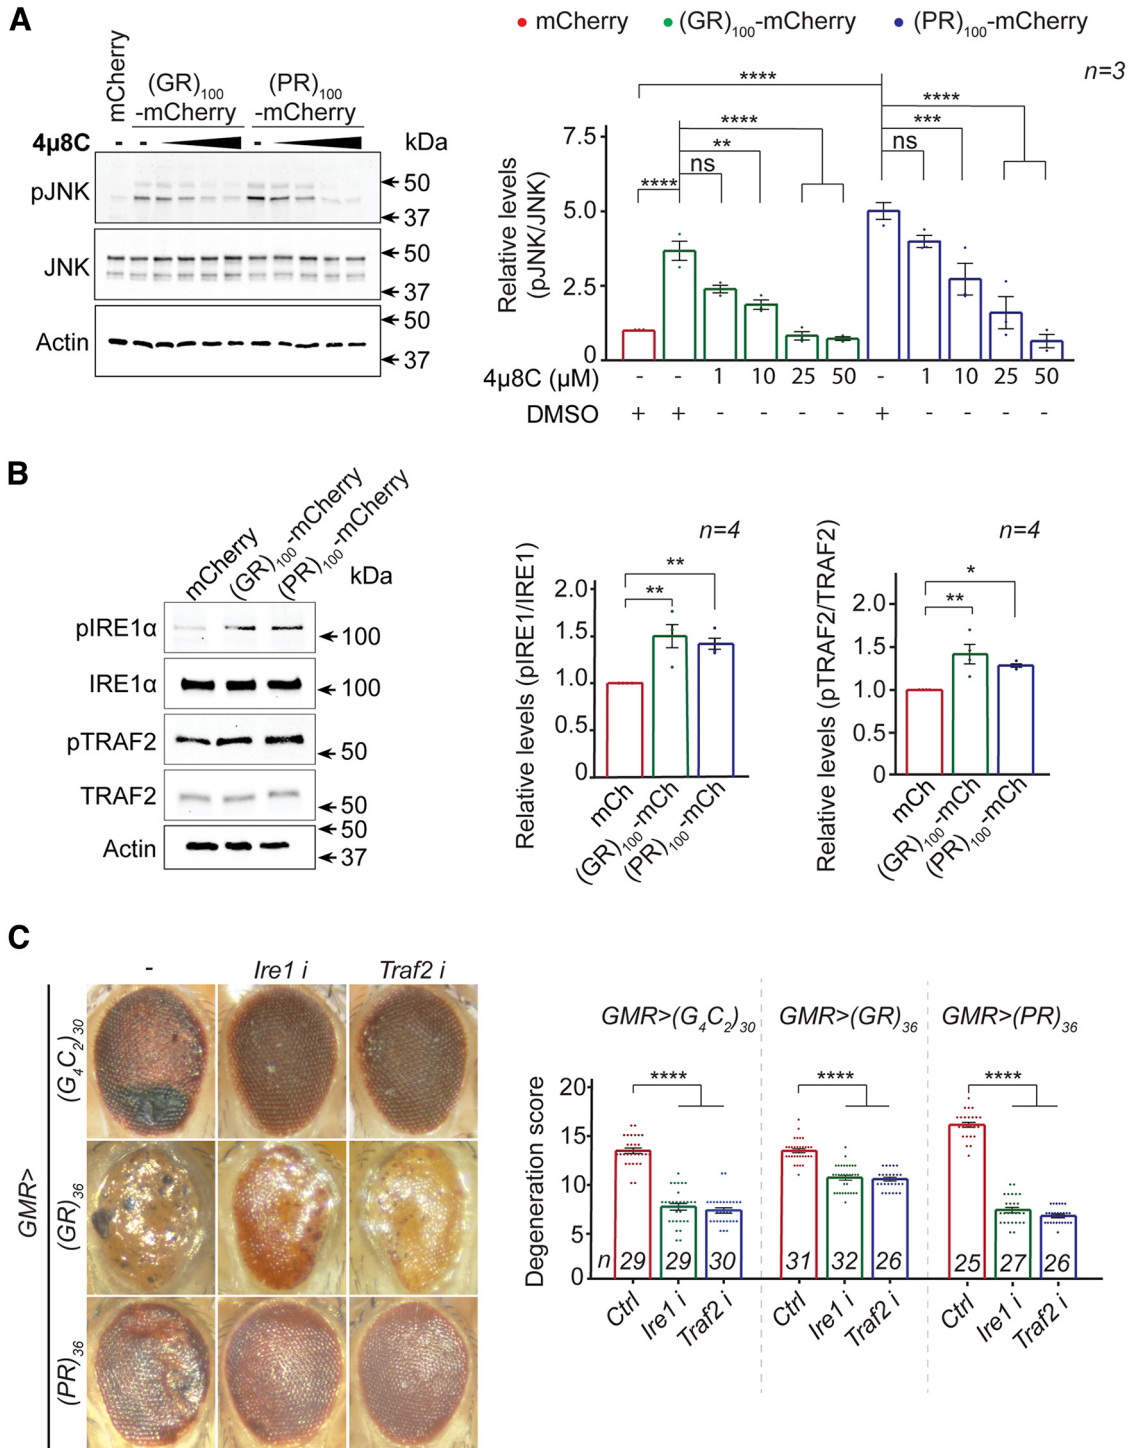 A
mCherry
(GR)100
-mCherry
(PR)100
-mCherry
4µ8C
-
-
-
kDa
pJNK
50
37
JNK
50
37
Actin
50
37
mCherry
(GR)100-mCherry
(PR)100-mCherry
n=3
Relative levels
(pJNK/JNK)
7.5
5.0
2.5
0
****
****
ns
**
****
****
ns
***
****
4µ8C (µM)
- - 1 10 25 50 - 1 10 25 50
DMSO
+ + - - - - + - - - -
B
mCherry
(GR)100-mCherry
(PR)100-mCherry
kDa
pIRE1α
100
IRE1α
100
pTRAF2
50
TRAF2
50
Actin
50
37
n=4
Relative levels (pIRE1/IRE1)
2.0
1.5
1.0
0.5
0
**
**
mCh
(GR)100-mCh
(PR)100-mCh
n=4
Relative levels (pTRAF2/TRAF2)
2.0
1.5
1.0
0.5
0
*
**
mCh
(GR)100-mCh
(PR)100-mCh
C
- Ire1 i Traf2 i
GMR>
(G4C2)30
(GR)36
(PR)36
GMR>(G4C2)30 GMR>(GR)36 GMR>(PR)36
Degeneration score
20
15
10
5
0
**** **** ****
n 29 29 30 31 32 26 25 27 26
Ctrl Ire1 i Traf2 i Ctrl Ire1 i Traf2 i Ctrl Ire1 i Traf2 i